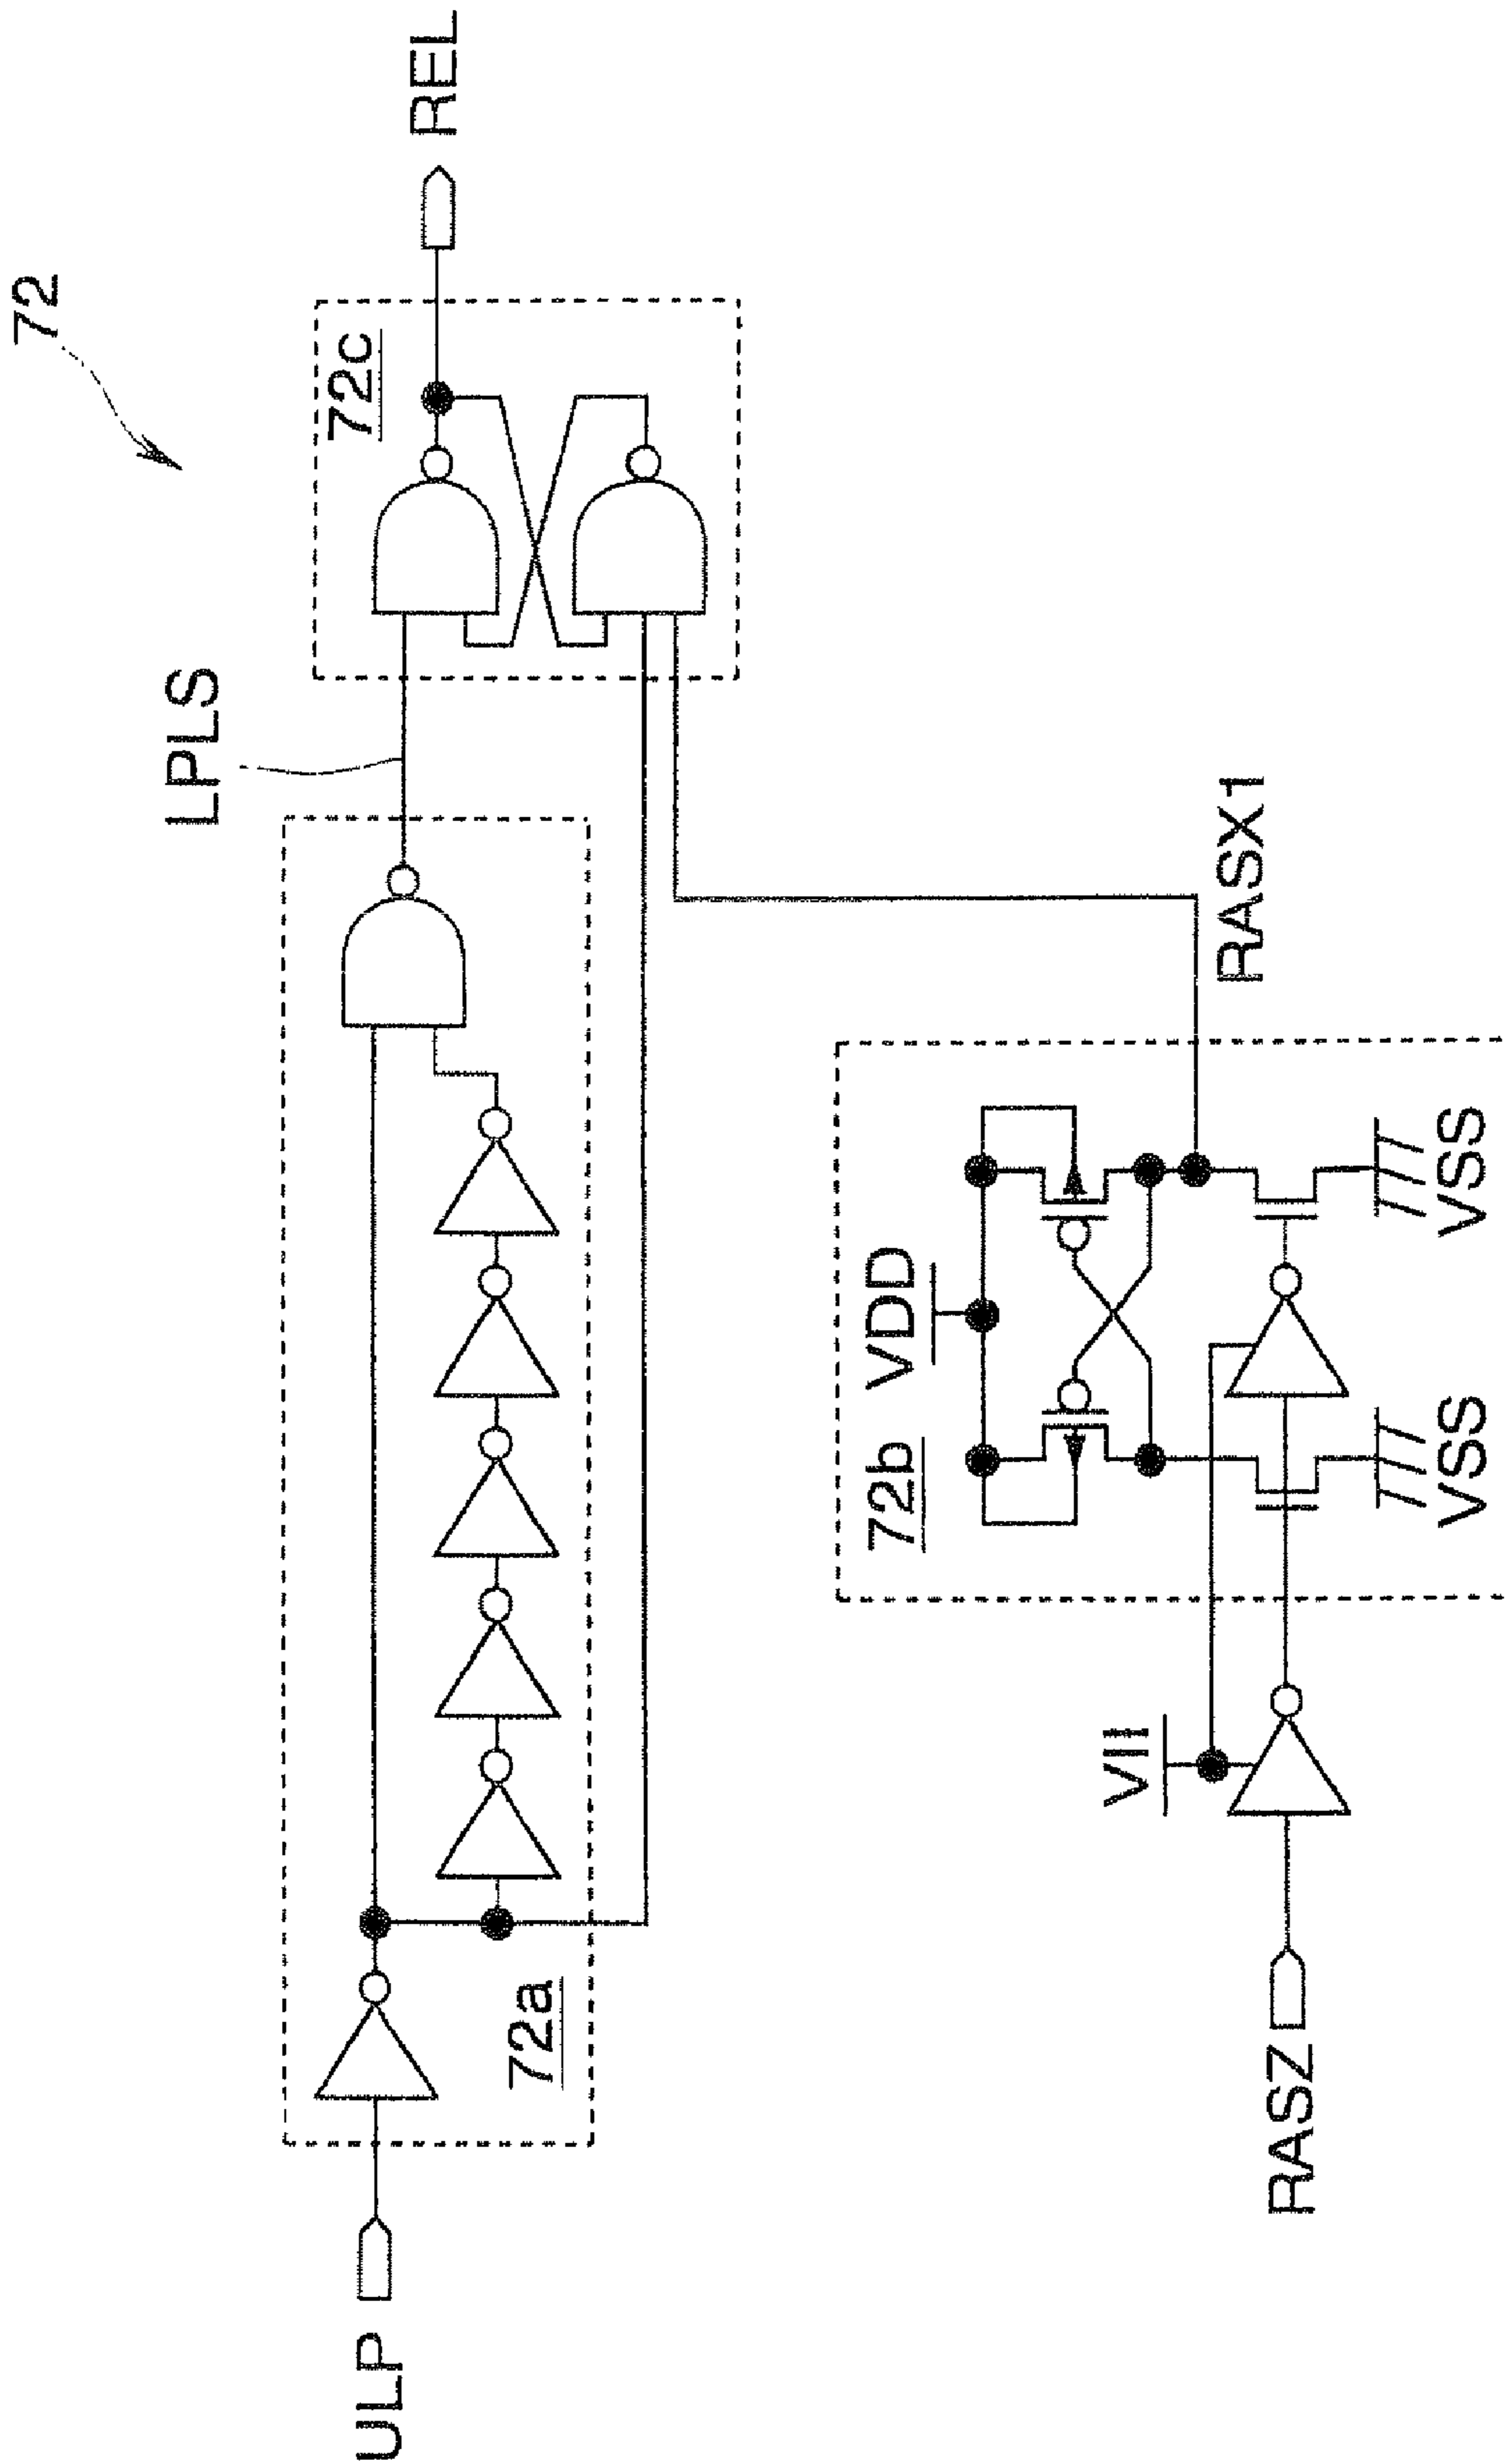 72
ULP
72a
LPLS
72c
REL
RASZ
VII
72b
VDD
VSS
VSS
RASX1